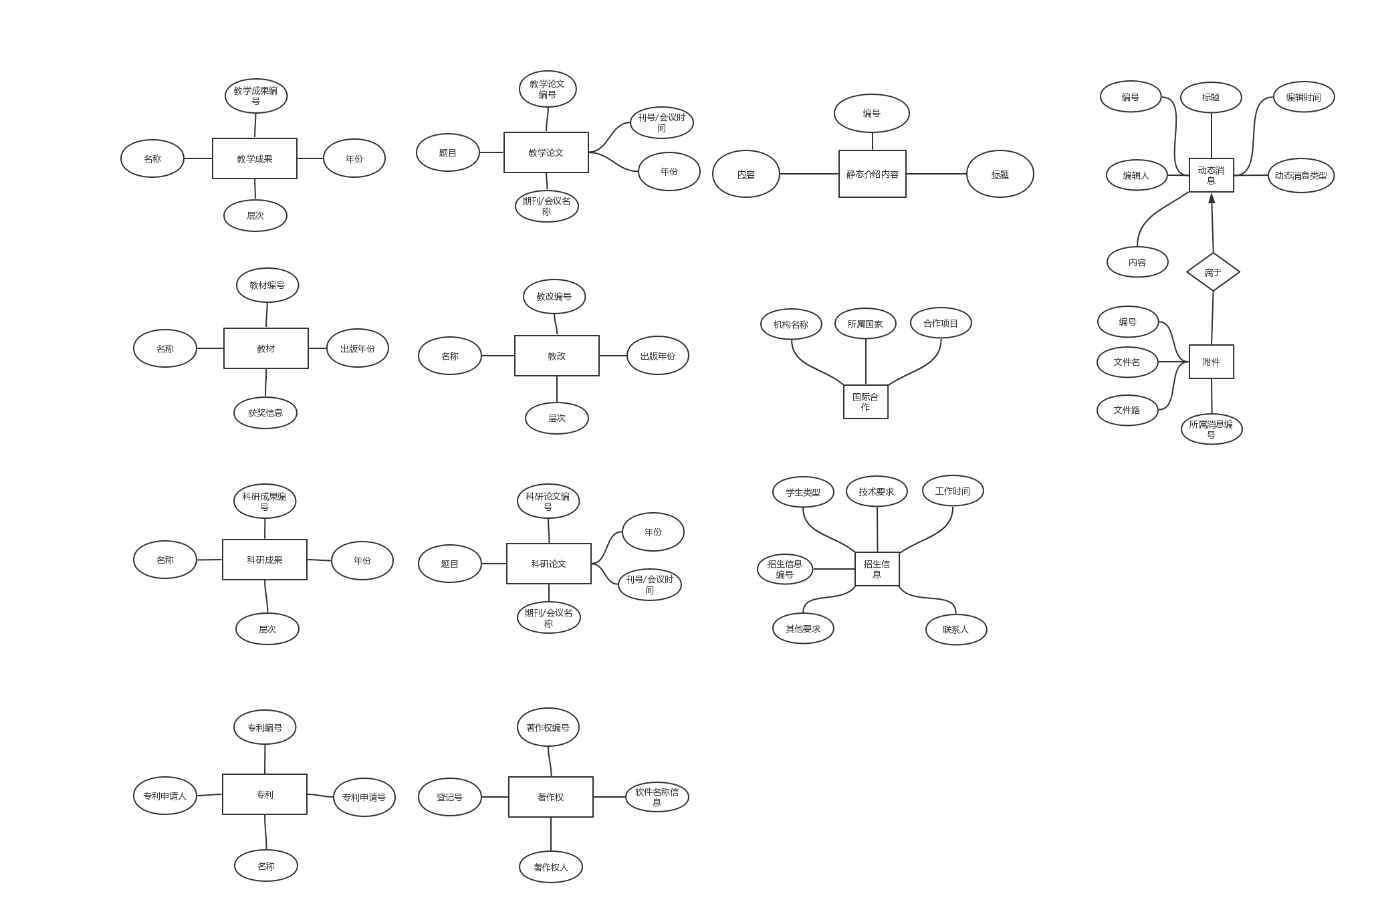 教学成果编
号
名称
教学成果
年份
层次
教学论文
编号
题目
教学论文
刊号/会议时
间
年份
期刊/会议名
称
编号
内容
静态介绍内容
标题
编号
标题
编辑时间
编辑人
动态消
息
动态消息类型
内容
属于
编号
文件名
附件
文件路
所属消息编
号
教材编号
名称
教材
出版年份
获奖信息
教改编号
名称
教改
出版年份
层次
机构名称
所属国家
合作项目
国际合
作
科研成果编
号
名称
科研成果
年份
层次
科研论文编
号
题目
科研论文
年份
刊号/会议时
间
期刊/会议名
称
学生类型
技术要求
工作时间
招生信息
编号
招生信
息
其他要求
联系人
专利编号
专利申请人
专利
专利申请号
名称
著作权编号
登记号
著作权
软件名称信
息
著作权人